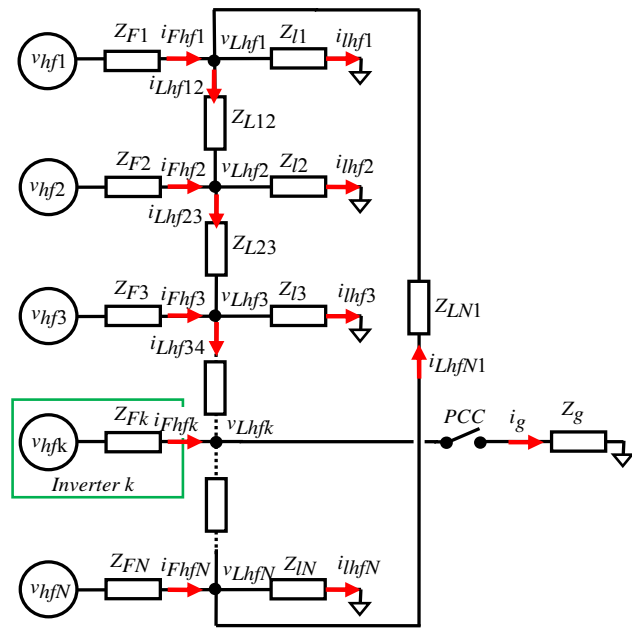 Z_F1 i_Fhf1 v_Lhf1 Z_l1 i_lhf1
v_hf1
i_Lhf12
Z_L12
Z_F2 i_Fhf2 v_Lhf2 Z_l2 i_lhf2
v_hf2
i_Lhf23
Z_L23
Z_F3 i_Fhf3 v_Lhf3 Z_l3 i_lhf3
v_hf3
Z_LN1
i_Lhf34
i_LhfN1
Z_Fk i_Fhfk v_Lhfk PCC i_g Z_g
v_hfk
Inverter k
Z_FN i_FhfN v_LhfN Z_lN i_lhfN
v_hfN